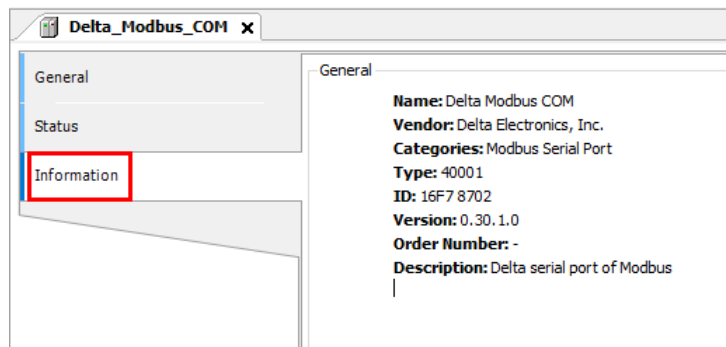 Delta_Modbus_COM x
General
Status
Information
General
Name: Delta Modbus COM
Vendor: Delta Electronics, Inc.
Categories: Modbus Serial Port
Type: 40001
ID: 16F7 8702
Version: 0.30.1.0
Order Number: -
Description: Delta serial port of Modbus